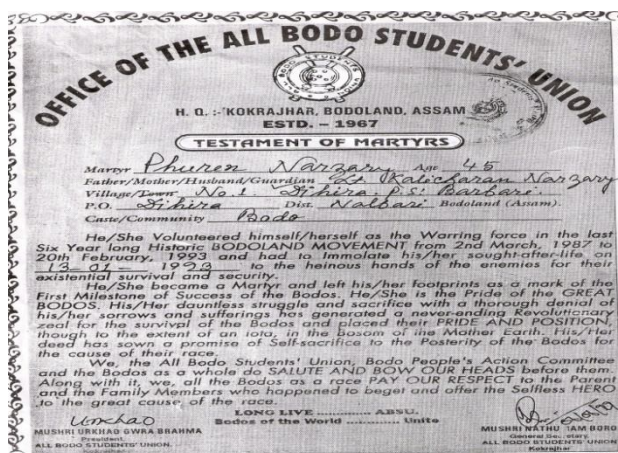 OFFICE OF THE ALL BODO STUDENTS' UNION
H. Q. :- KOKRAJHAR, BODOLAND, ASSAM
ESTD. – 1967
TESTAMENT OF MARTYRS
Martyr Phuren Narzary Age 45
Father/Mother/Husband/Guardian Lt. Kalicharan Narzary
Village/Town No. 1 Dihira P.S: Barbari.
P.O. Dihira Dist. Nalbari Bodoland (Assam).
Caste/Community Bodo
He/She Volunteered himself/herself as the Warring force in the last
Six Year long Historic BODOLAND MOVEMENT from 2nd March, 1987 to
20th February, 1993 and had to Immolate his/her sought-after-life on
13-01-1993 to the heinous hands of the enemies for their
existential survival and security.
He/She became a Martyr and left his/her footprints as a mark of the
First Milestone of Success of the Bodos. He/She is the Pride of the GREAT
BODOS. His/Her dauntless struggle and sacrifice with a thorough denial of
his/her sorrows and sufferings has generated a never-ending Revolutionary
zeal for the survival of the Bodos and placed their PRIDE AND POSITION,
though to the extent of an iota, in the Bosom of the Mother Earth. His/Her
deed has sown a promise of Self-sacrifice to the Posterity of the Bodos for
the cause of their race.
We, the All Bodo Students' Union, Bodo People's Action Committee
and the Bodos as a whole do SALUTE AND BOW OUR HEADS before them.
Along with it, we, all the Bodos as a race PAY OUR RESPECT to the Parent
and the Family Members who happened to beget and offer the Selfless HERO
to the great cause of the race.
LONG LIVE ............ ABSU.
Bodos of the World ............ Unite
MUSHRI URKHAO GWRA BRAHMA
President,
ALL BODO STUDENTS' UNION.
MUSHRI NATHU RAM BORO
General Secretary,
ALL BODO STUDENTS' UNION
Kokrajhar